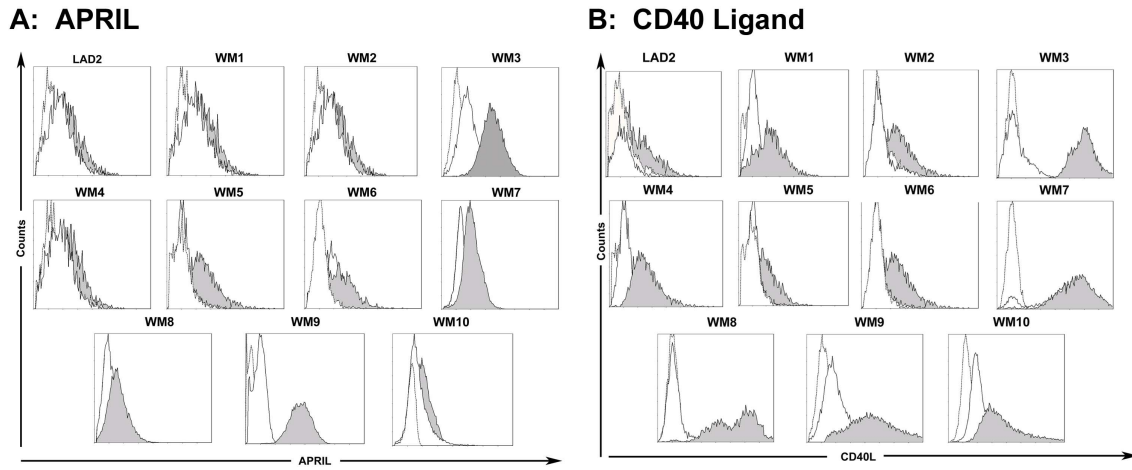 A: APRIL
B: CD40 Ligand
LAD2 WM1 WM2 WM3
WM4 WM5 WM6 WM7
WM8 WM9 WM10
Counts
APRIL
LAD2 WM1 WM2 WM3
WM4 WM5 WM6 WM7
WM8 WM9 WM10
Counts
CD40L